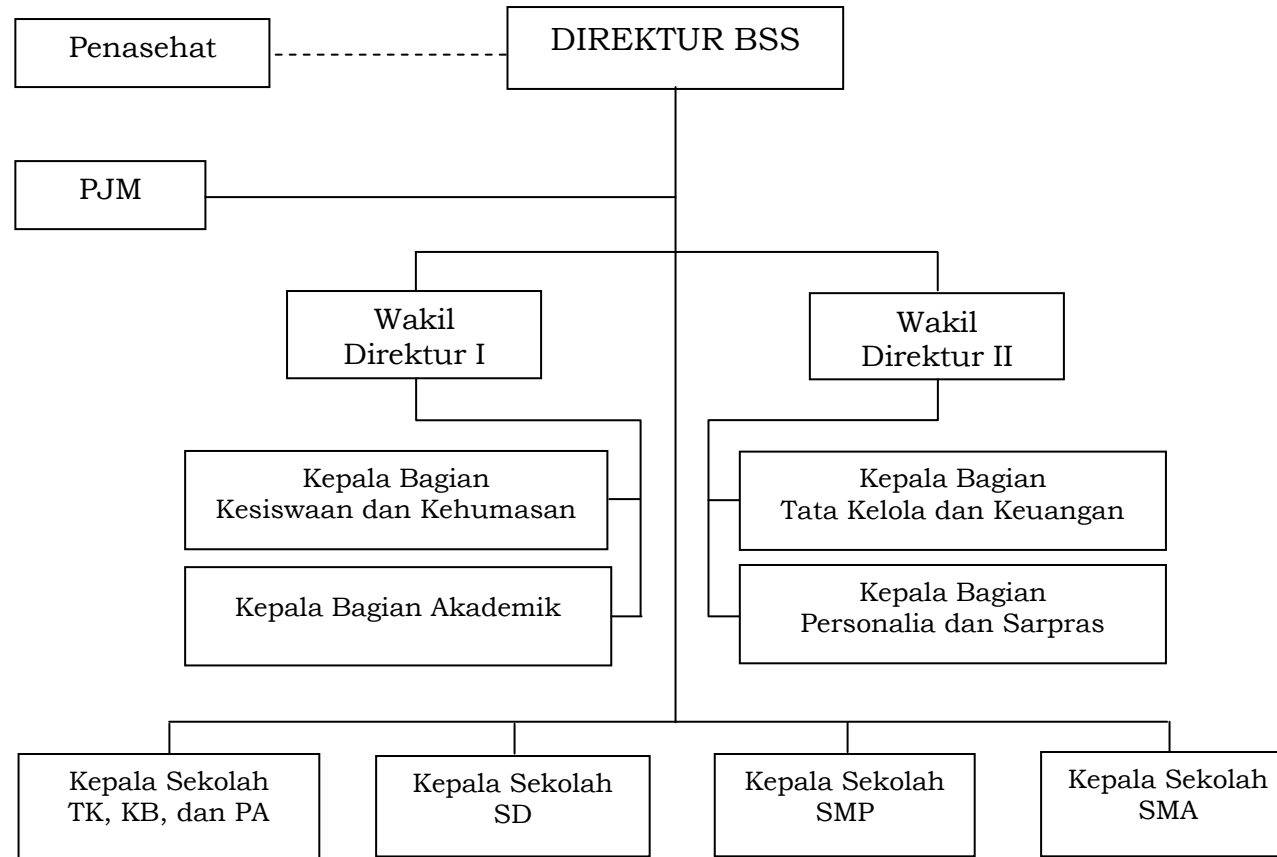 Penasehat
DIREKTUR BSS
PJM
Wakil
Direktur I
Wakil
Direktur II
Kepala Bagian
Kesiswaan dan Kehumasan
Kepala Bagian
Tata Kelola dan Keuangan
Kepala Bagian Akademik
Kepala Bagian
Personalia dan Sarpras
Kepala Sekolah
TK, KB, dan PA
Kepala Sekolah
SD
Kepala Sekolah
SMP
Kepala Sekolah
SMA